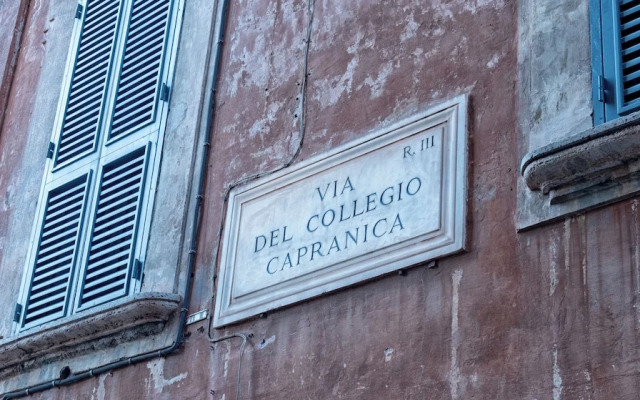 R. III
VIA
DEL COLLEGIO
CAPRANICA